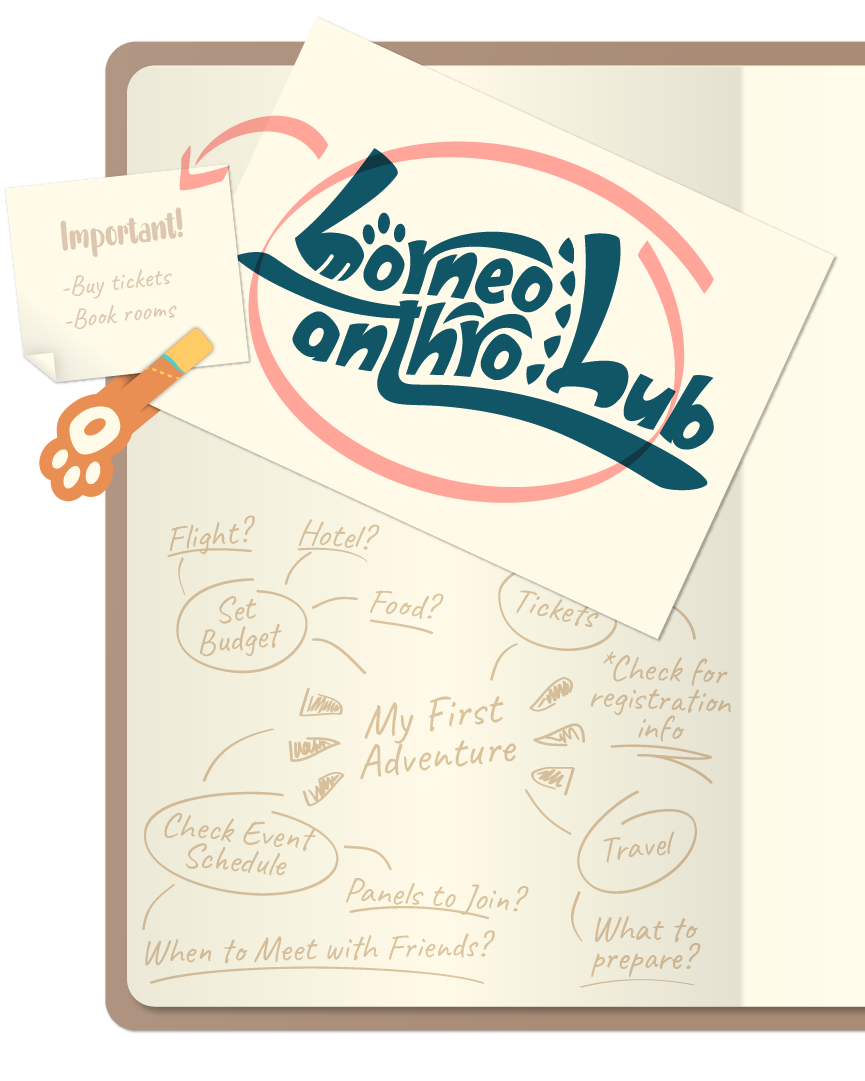 Important!
-Buy tickets
-Book rooms
borneo
anthro
hub
Flight?
Hotel?
Set
Budget
Food?
Tickets
*Check for
registration
info
My First
Adventure
Check Event
Schedule
Travel
Panels to Join?
When to Meet with Friends?
What to
prepare?